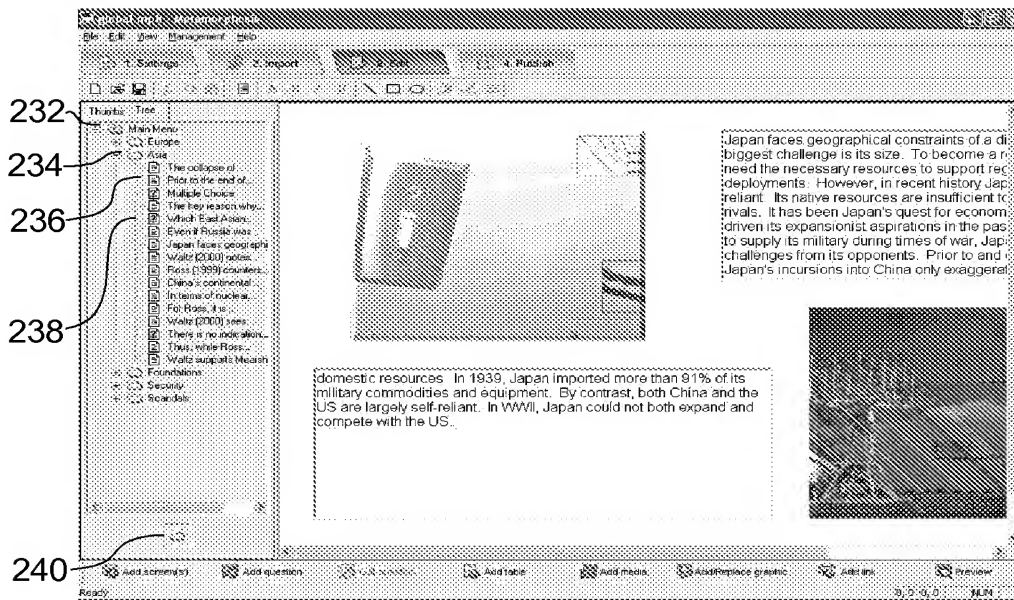 global.mph - Metamorphosis
File Edit View Management Help
1. Settings 2. Import 3. Edit 4. Publish
232
Thumbs Tree
Main Menu
Europe
234
Asia
The collapse of...
236
Prior to the end of...
Multiple Choice
The key reason why...
238
Which East Asian...
Even if Russia was...
Japan faces geographi
Waltz (2000) notes...
Ross (1999) counters...
China's continental...
In terms of nuclear...
For Ross, it is...
Waltz (2000) sees...
There is no indication...
Thus, while Ross...
Waltz supports Mearsh
Foundations
Security
Scandals
240
Japan faces geographical constraints of a di
biggest challenge is its size. To become a r
need the necessary resources to support reg
deployments. However, in recent history Jap
reliant. Its native resources are insufficient to
rivals. It has been Japan's quest for econom
driven its expansionist aspirations in the pas
to supply its military during times of war, Japa
challenges from its opponents. Prior to and
Japan's incursions into China only exaggerat
domestic resources. In 1939, Japan imported more than 91% of its
military commodities and equipment. By contrast, both China and the
US are largely self-reliant. In WWII, Japan could not both expand and
compete with the US.
Add screen(s) Add question Add table Add media Add/Replace graphic Add link Preview
Ready 0, 0, 0, 0 NUM